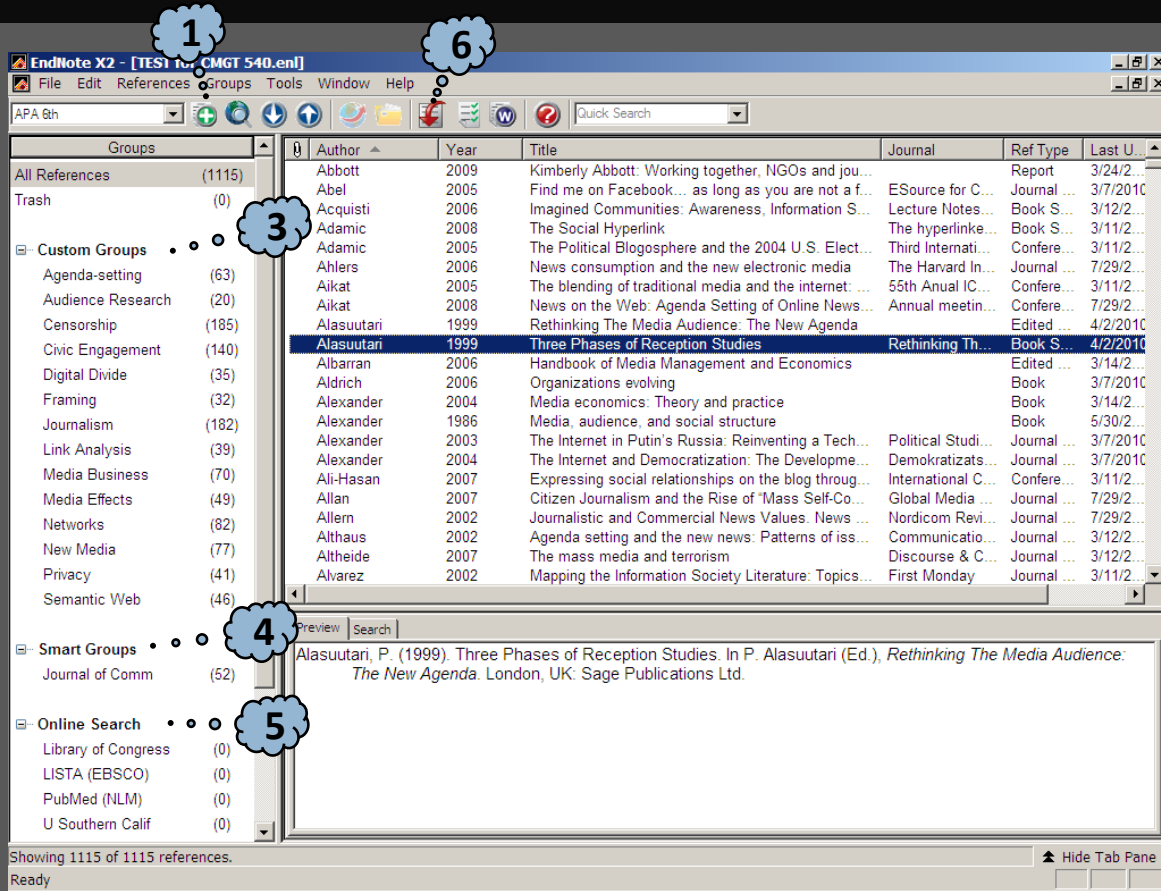 1
6
EndNote X2 - [TEST for CMGT 540.enl]
File Edit References Groups Tools Window Help
APA 6th
W
?
Quick Search
Groups
All References (1115)
Trash (0)
3
Custom Groups
Agenda-setting (63)
Audience Research (20)
Censorship (185)
Civic Engagement (140)
Digital Divide (35)
Framing (32)
Journalism (182)
Link Analysis (39)
Media Business (70)
Media Effects (49)
Networks (82)
New Media (77)
Privacy (41)
Semantic Web (46)
4
Smart Groups
Journal of Comm (52)
5
Online Search
Library of Congress (0)
LISTA (EBSCO) (0)
PubMed (NLM) (0)
U Southern Calif (0)
Author Year Title Journal Ref Type Last U...
Abbott 2009 Kimberly Abbott: Working together, NGOs and jou... Report 3/24/2...
Abel 2005 Find me on Facebook... as long as you are not a f... ESource for C... Journal ... 3/7/2010
Acquisti 2006 Imagined Communities: Awareness, Information S... Lecture Notes... Book S... 3/12/2...
Adamic 2008 The Social Hyperlink The hyperlinke... Book S... 3/11/2...
Adamic 2005 The Political Blogosphere and the 2004 U.S. Elect... Third Internati... Confere... 3/11/2...
Ahlers 2006 News consumption and the new electronic media The Harvard In... Journal ... 7/29/2...
Aikat 2005 The blending of traditional media and the internet: ... 55th Anual IC... Confere... 3/11/2...
Aikat 2008 News on the Web: Agenda Setting of Online News... Annual meetin... Confere... 7/29/2...
Alasuutari 1999 Rethinking The Media Audience: The New Agenda Edited ... 4/2/2010
Alasuutari 1999 Three Phases of Reception Studies Rethinking Th... Book S... 4/2/2010
Albarran 2006 Handbook of Media Management and Economics Edited ... 3/14/2...
Aldrich 2006 Organizations evolving Book 3/7/2010
Alexander 2004 Media economics: Theory and practice Book 3/14/2...
Alexander 1986 Media, audience, and social structure Book 5/30/2...
Alexander 2003 The Internet in Putin's Russia: Reinventing a Tech... Political Studi... Journal ... 3/7/2010
Alexander 2004 The Internet and Democratization: The Developme... Demokratizats... Journal ... 3/7/2010
Ali-Hasan 2007 Expressing social relationships on the blog throug... International C... Confere... 3/11/2...
Allan 2007 Citizen Journalism and the Rise of “Mass Self-Co... Global Media ... Journal ... 7/29/2...
Allern 2002 Journalistic and Commercial News Values. News ... Nordicom Revi... Journal ... 7/29/2...
Althaus 2002 Agenda setting and the new news: Patterns of iss... Communicatio... Journal ... 3/12/2...
Altheide 2007 The mass media and terrorism Discourse & C... Journal ... 3/12/2...
Alvarez 2002 Mapping the Information Society Literature: Topics... First Monday Journal ... 3/11/2...
Preview Search
Alasuutari, P. (1999). Three Phases of Reception Studies. In P. Alasuutari (Ed.), Rethinking The Media Audience:
The New Agenda. London, UK: Sage Publications Ltd.
Showing 1115 of 1115 references.
Hide Tab Pane
Ready